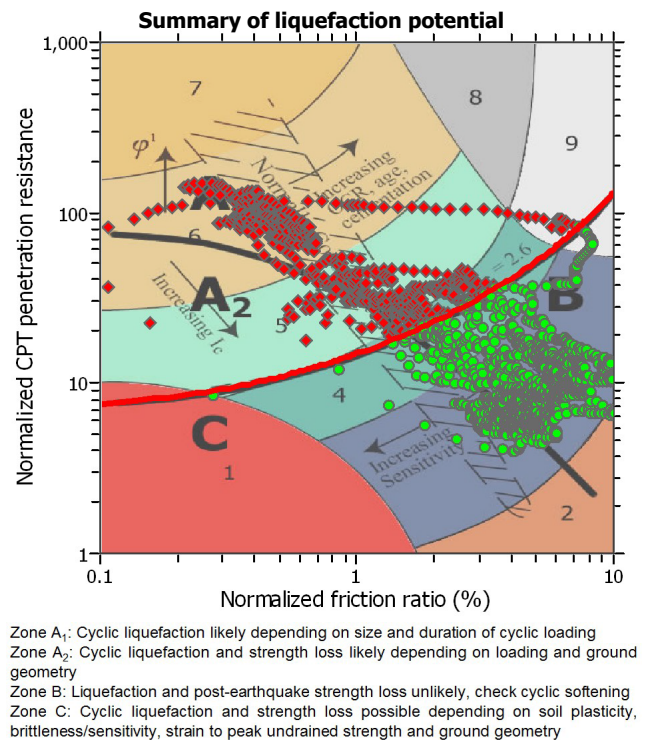 Summary of liquefaction potential
1,000
7
8
9
φ'
Increasing
OCR, age,
cementation
Normalized CPT penetration resistance
100
A
6
= 2.6
A2
B
Increasing Ic
5
10
4
C
Increasing
Sensitivity
1
2
1
0.1
1
10
Normalized friction ratio (%)
Zone A1: Cyclic liquefaction likely depending on size and duration of cyclic loading
Zone A2: Cyclic liquefaction and strength loss likely depending on loading and ground
geometry
Zone B: Liquefaction and post-earthquake strength loss unlikely, check cyclic softening
Zone C: Cyclic liquefaction and strength loss possible depending on soil plasticity,
brittleness/sensitivity, strain to peak undrained strength and ground geometry